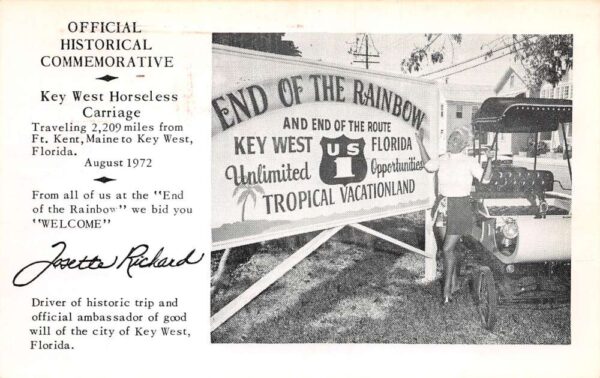 OFFICIAL
HISTORICAL
COMMEMORATIVE
Key West Horseless
Carriage
Traveling 2,209 miles from
Ft. Kent, Maine to Key West,
Florida.
August 1972
From all of us at the "End
of the Rainbow" we bid you
"WELCOME"
Josette Richard
Driver of historic trip and
official ambassador of good
will of the city of Key West,
Florida.
END OF THE RAINBOW
AND END OF THE ROUTE
KEY WEST US 1 FLORIDA
Unlimited Opportunities
TROPICAL VACATIONLAND